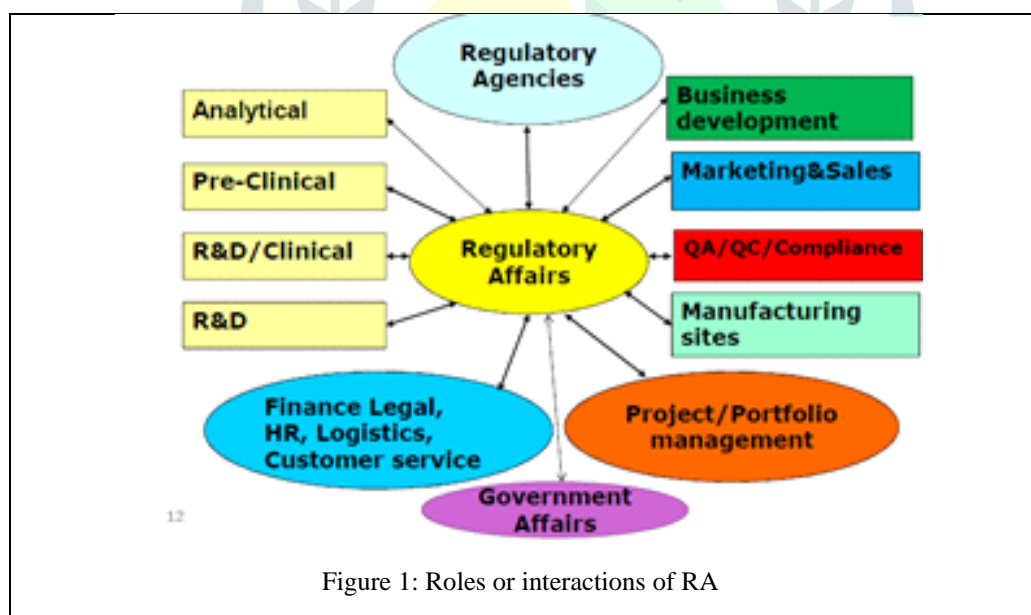 Regulatory
Agencies
Analytical
Business
development
Pre-Clinical
Marketing&Sales
Regulatory
Affairs
R&D/Clinical
QA/QC/Compliance
R&D
Manufacturing
sites
Finance Legal,
HR, Logistics,
Customer service
Project/Portfolio
management
Government
Affairs
12
Figure 1: Roles or interactions of RA